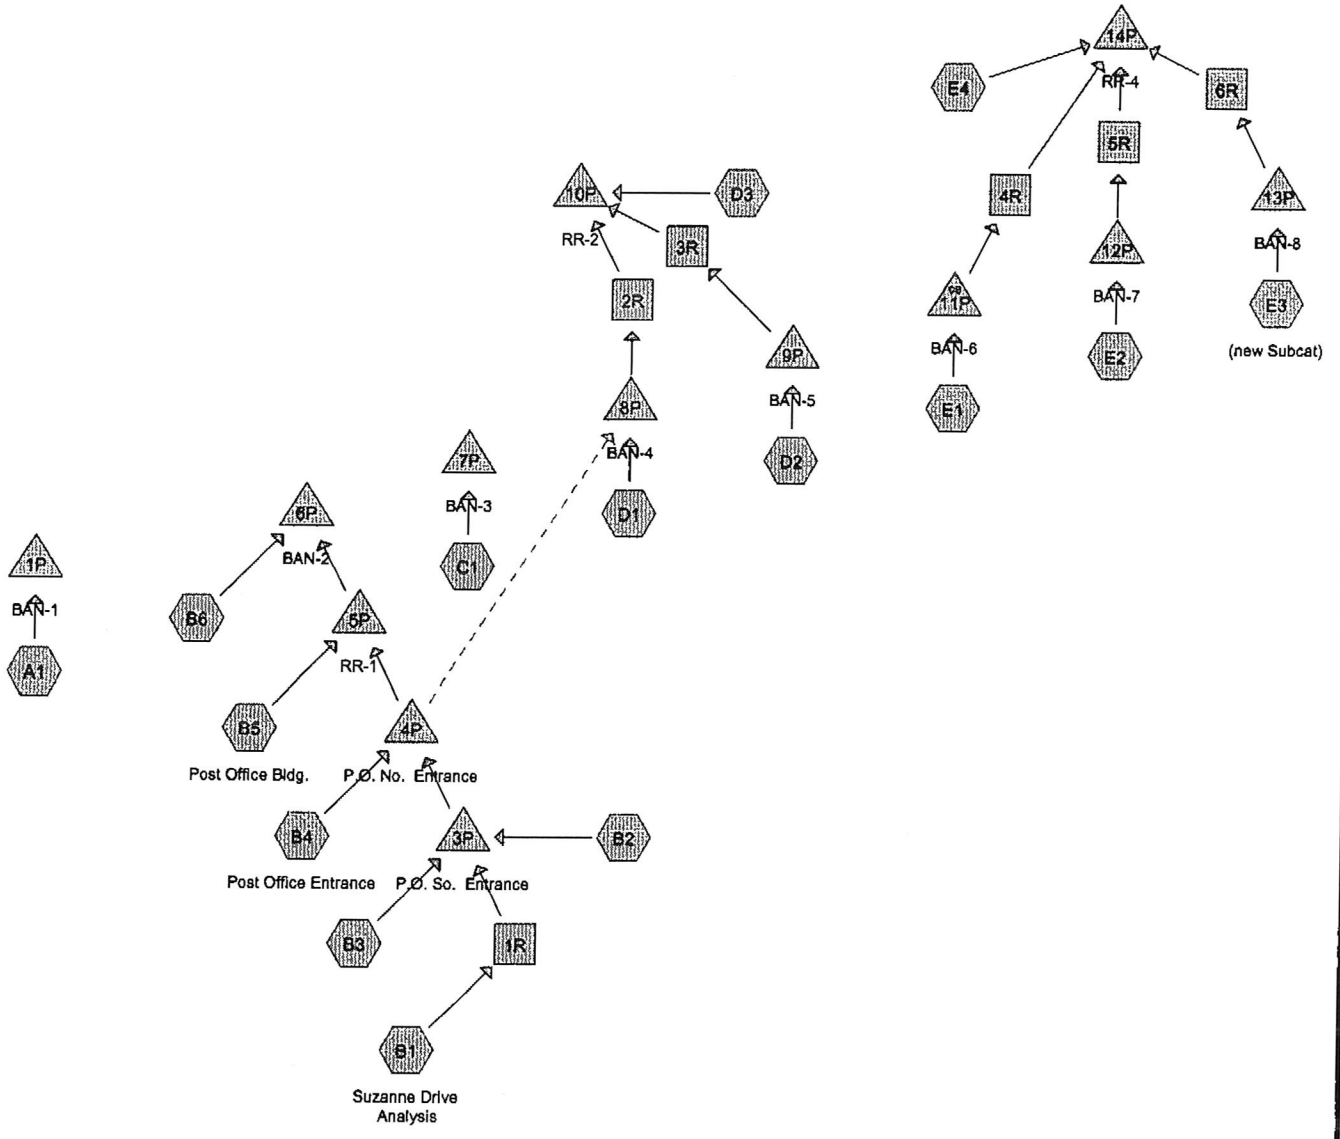 14P
E4
RR-4
6R
5R
10P
D3
4R
13P
RR-2
3R
12P
BAN-8
2R
11P
BAN-7
E3
9P
BAN-6
E2
(new Subcat)
8P
BAN-5
E1
7P
BAN-4
D2
6P
BAN-3
D1
1P
BAN-2
C1
BAN-1
B6
5P
A1
RR-1
B5
4P
Post Office Bldg.
P.O. No. Entrance
B4
3P
B2
Post Office Entrance
P.O. So. Entrance
B3
1R
B1
Suzanne Drive
Analysis